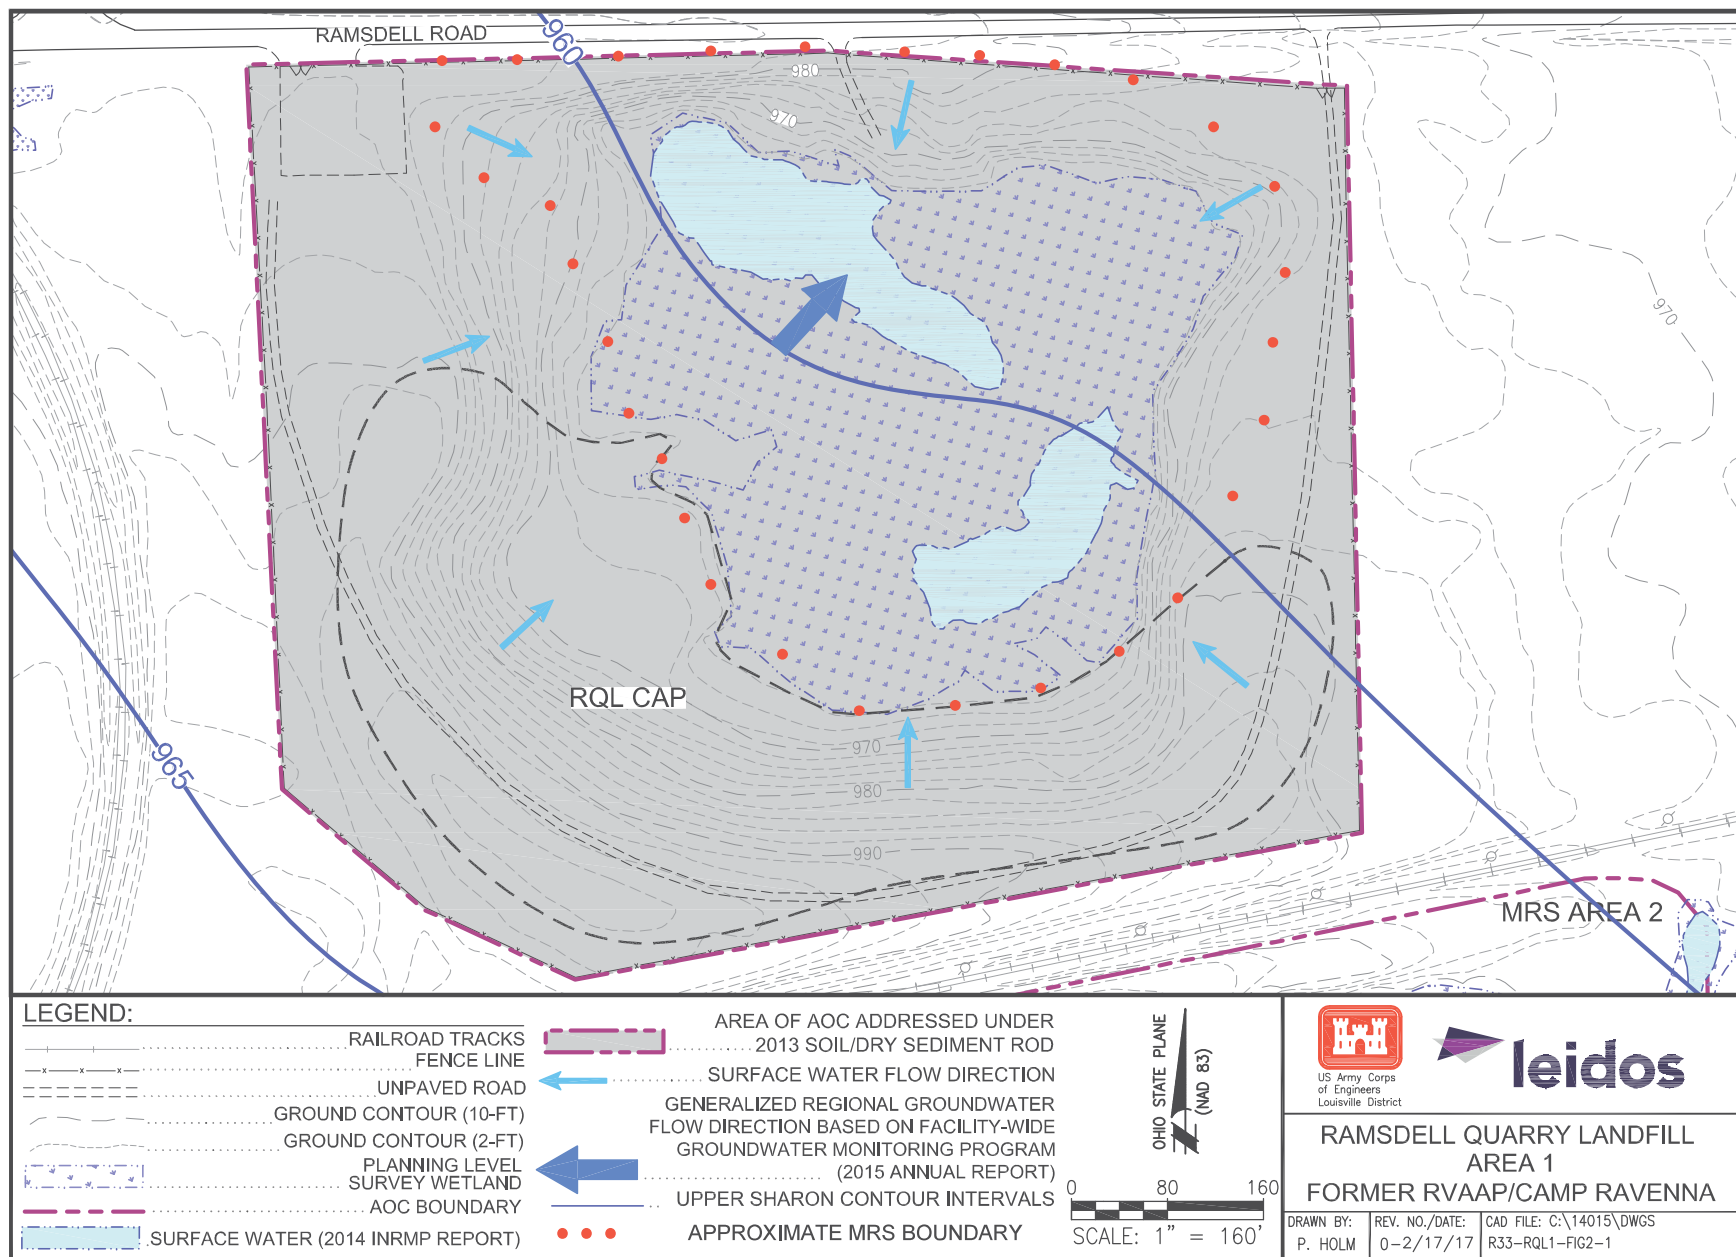 RAMSDELL ROAD
960
980
970
970
965
RQL CAP
970
980
990
MRS AREA 2
LEGEND:
RAILROAD TRACKS
FENCE LINE
UNPAVED ROAD
GROUND CONTOUR (10-FT)
GROUND CONTOUR (2-FT)
PLANNING LEVEL
SURVEY WETLAND
AOC BOUNDARY
SURFACE WATER (2014 INRMP REPORT)
AREA OF AOC ADDRESSED UNDER
2013 SOIL/DRY SEDIMENT ROD
SURFACE WATER FLOW DIRECTION
GENERALIZED REGIONAL GROUNDWATER
FLOW DIRECTION BASED ON FACILITY-WIDE
GROUNDWATER MONITORING PROGRAM
(2015 ANNUAL REPORT)
UPPER SHARON CONTOUR INTERVALS
APPROXIMATE MRS BOUNDARY
OHIO STATE PLANE
(NAD 83)
0 80 160
SCALE: 1" = 160'
US Army Corps
of Engineers
Louisville District
leidos
RAMSDELL QUARRY LANDFILL
AREA 1
FORMER RVAAP/CAMP RAVENNA
DRAWN BY:
P. HOLM
REV. NO./DATE:
0-2/17/17
CAD FILE: C:\14015\DWGS
R33-RQL1-FIG2-1